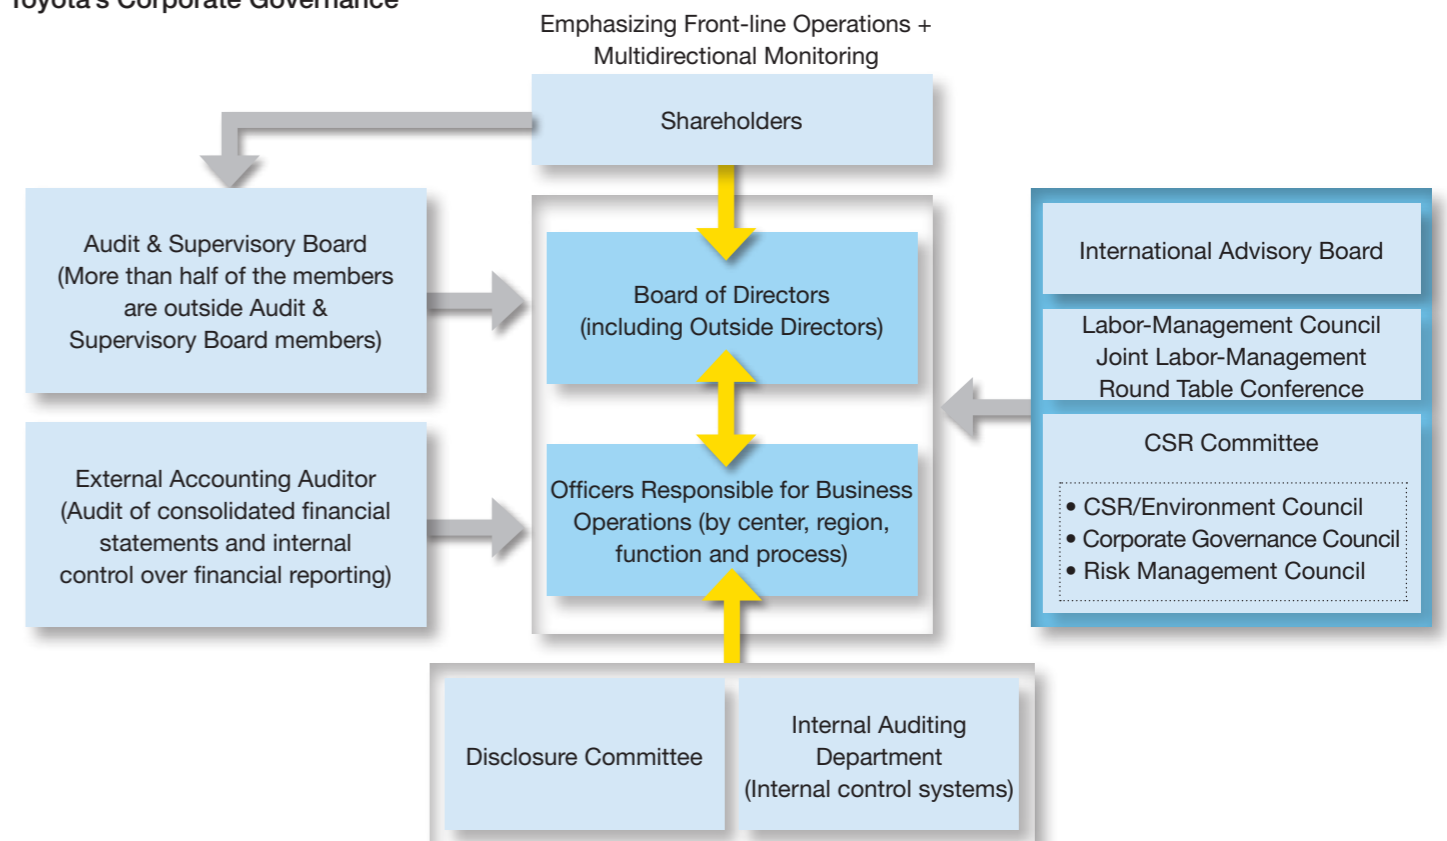 Toyota's Corporate Governance
Emphasizing Front-line Operations +
Multidirectional Monitoring
Shareholders
Audit & Supervisory Board
(More than half of the members
are outside Audit &
Supervisory Board members)
Board of Directors
(including Outside Directors)
International Advisory Board
Labor-Management Council
Joint Labor-Management
Round Table Conference
External Accounting Auditor
(Audit of consolidated financial
statements and internal
control over financial reporting)
Officers Responsible for Business
Operations (by center, region,
function and process)
CSR Committee
• CSR/Environment Council
• Corporate Governance Council
• Risk Management Council
Disclosure Committee
Internal Auditing
Department
(Internal control systems)